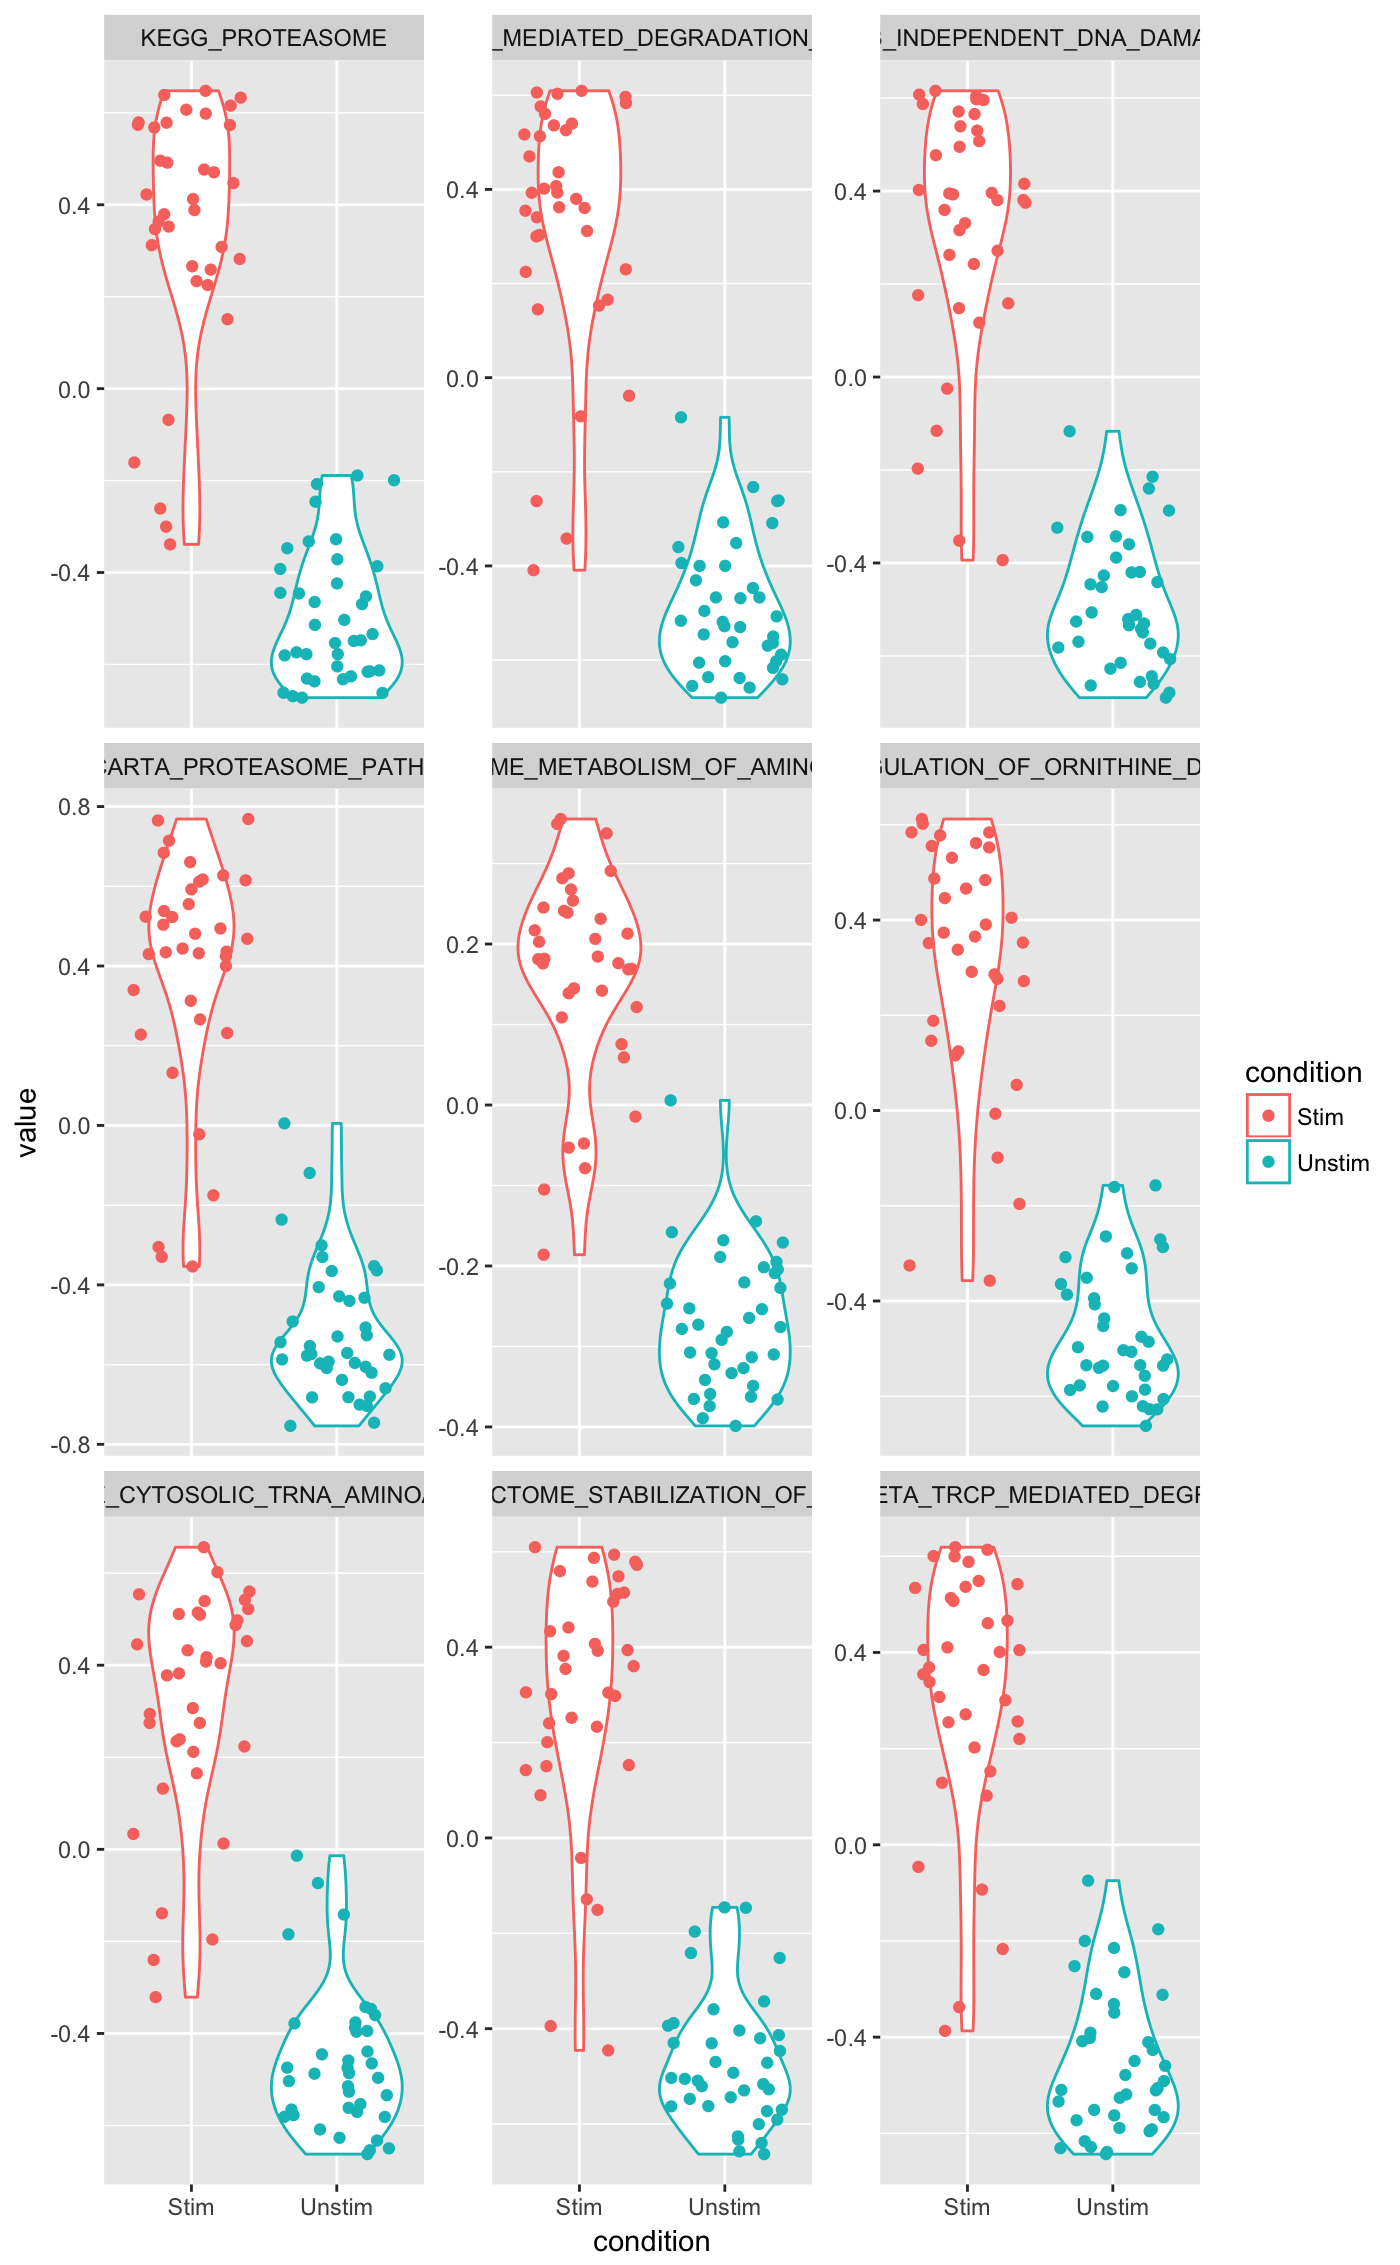 KEGG_PROTEASOME
_MEDIATED_DEGRADATION_
_INDEPENDENT_DNA_DAMA
0.4
0.0
-0.4
0.4
0.0
-0.4
0.4
0.0
-0.4
CARTA_PROTEASOME_PATH
ME_METABOLISM_OF_AMINO
GULATION_OF_ORNITHINE_D
0.8
0.4
0.0
-0.4
-0.8
0.2
0.0
-0.2
-0.4
0.4
0.0
-0.4
value
condition
Stim
Unstim
_CYTOSOLIC_TRNA_AMINOA
CTOME_STABILIZATION_OF_
ETA_TRCP_MEDIATED_DEGR
0.4
0.0
-0.4
0.4
0.0
-0.4
0.4
0.0
-0.4
Stim
Unstim
Stim
Unstim
Stim
Unstim
condition